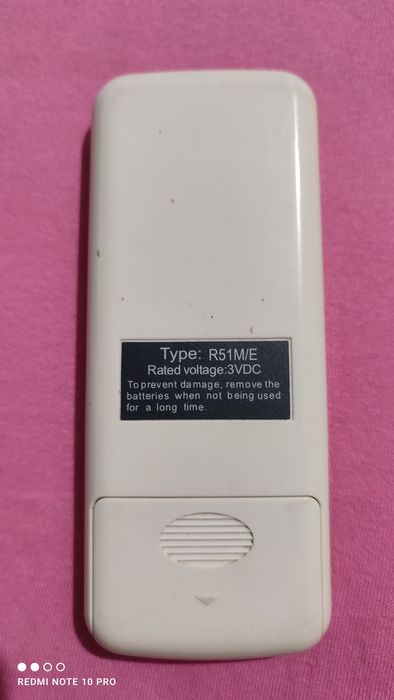 Type: R51M/E
Rated voltage:3VDC
To prevent damage, remove the
batteries when not being used
for a long time.
REDMI NOTE 10 PRO